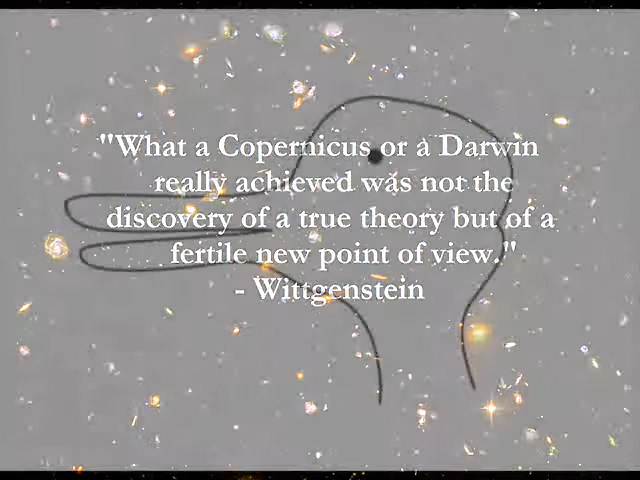 "What a Copernicus or a Darwin
really achieved was not the
discovery of a true theory but of a
fertile new point of view."
- Wittgenstein